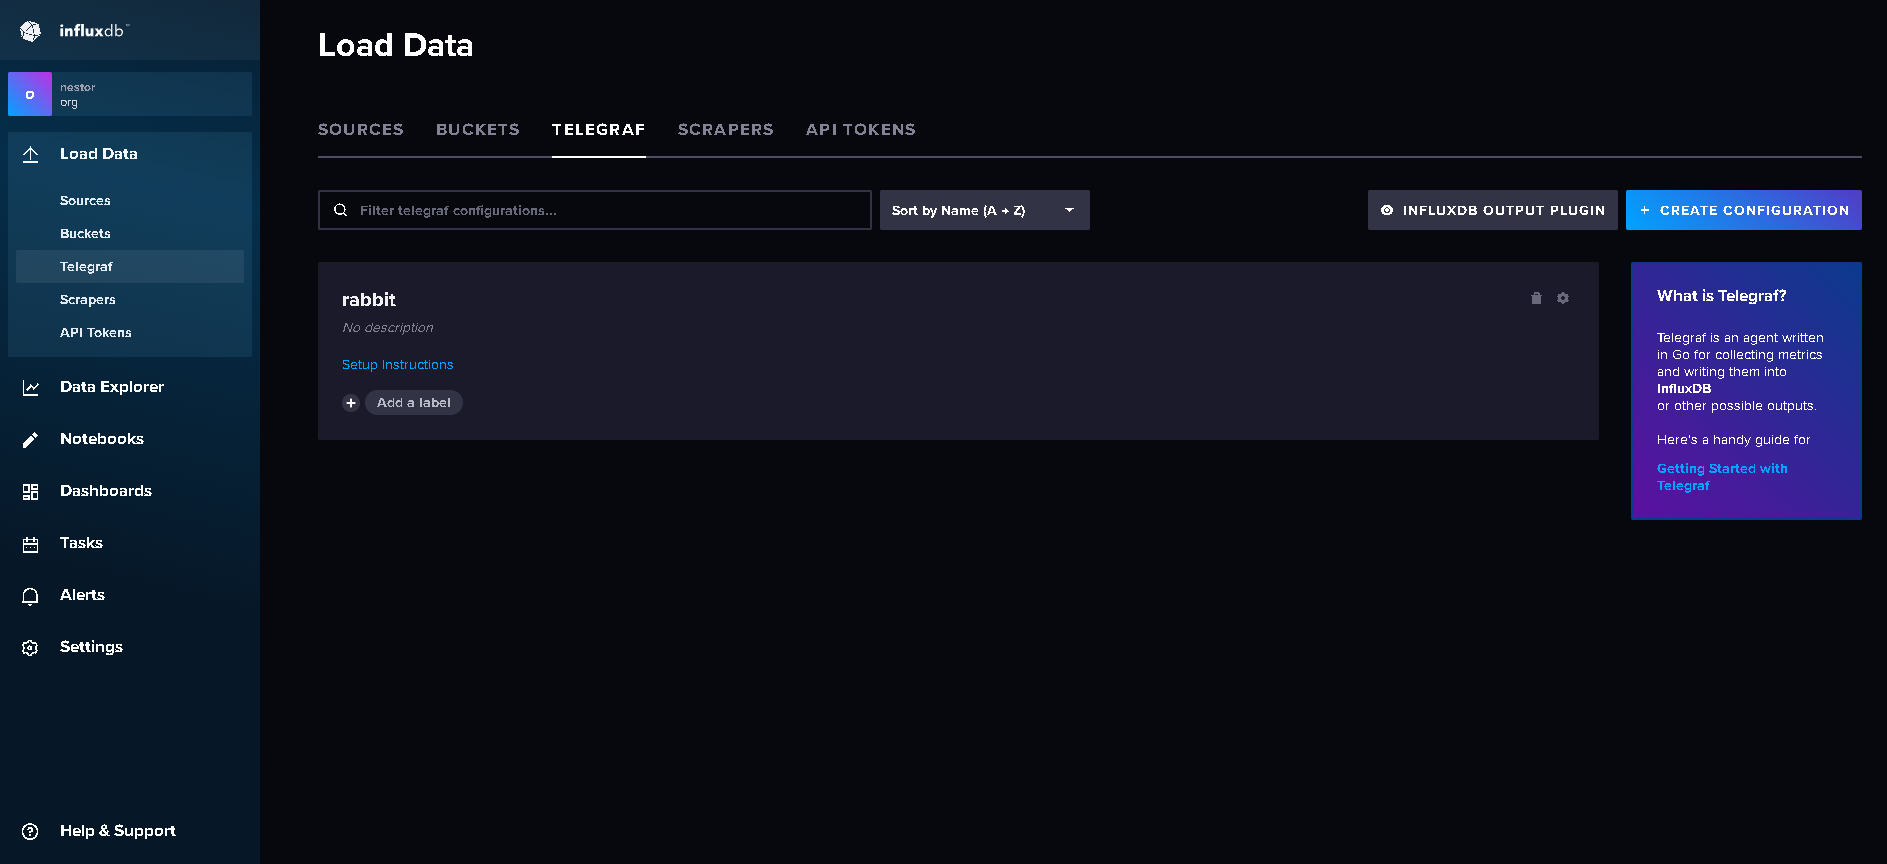 influxdb™
o
nestor
org
Load Data
Sources
Buckets
Telegraf
Scrapers
API Tokens
Data Explorer
Notebooks
Dashboards
Tasks
Alerts
Settings
Help & Support
Load Data
SOURCES BUCKETS TELEGRAF SCRAPERS API TOKENS
Filter telegraf configurations... Sort by Name (A → Z) INFLUXDB OUTPUT PLUGIN + CREATE CONFIGURATION
rabbit
No description
Setup Instructions
+ Add a label
What is Telegraf?
Telegraf is an agent written
in Go for collecting metrics
and writing them into
InfluxDB
or other possible outputs.
Here's a handy guide for
Getting Started with
Telegraf